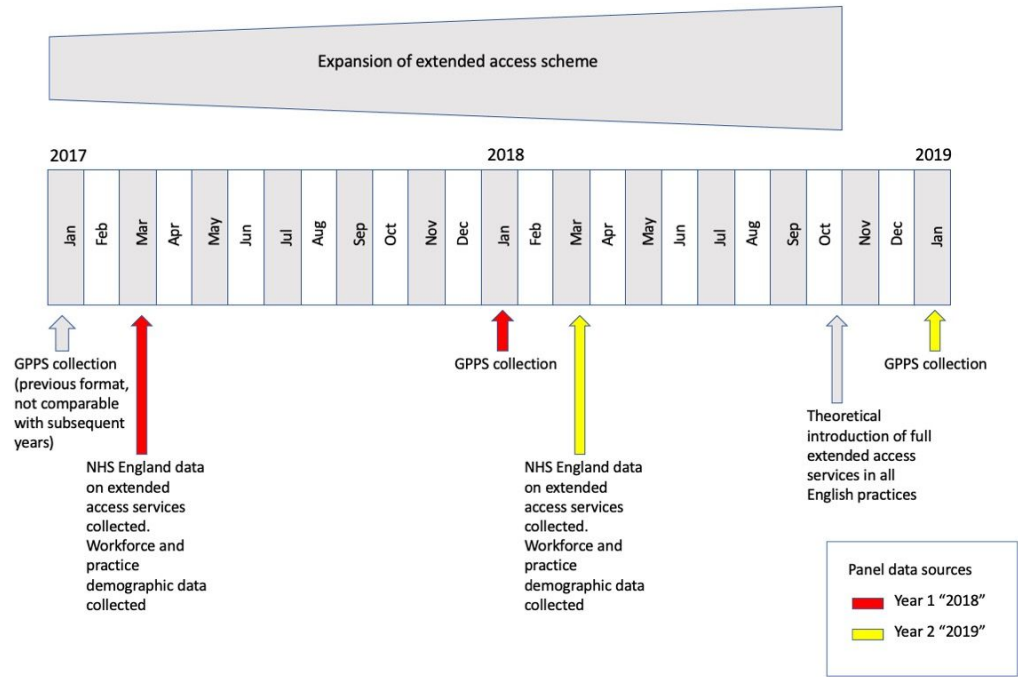 Expansion of extended access scheme
2017
2018
2019
Jan
Feb
Mar
Apr
May
Jun
Jul
Aug
Sep
Oct
Nov
Dec
Jan
Feb
Mar
Apr
May
Jun
Jul
Aug
Sep
Oct
Nov
Dec
Jan
GPPS collection
(previous format,
not comparable
with subsequent
years)
NHS England data
on extended
access services
collected.
Workforce and
practice
demographic data
collected
GPPS collection
NHS England data
on extended
access services
collected.
Workforce and
practice
demographic data
collected
Theoretical
introduction of full
extended access
services in all
English practices
GPPS collection
Panel data sources
Year 1 “2018”
Year 2 “2019”